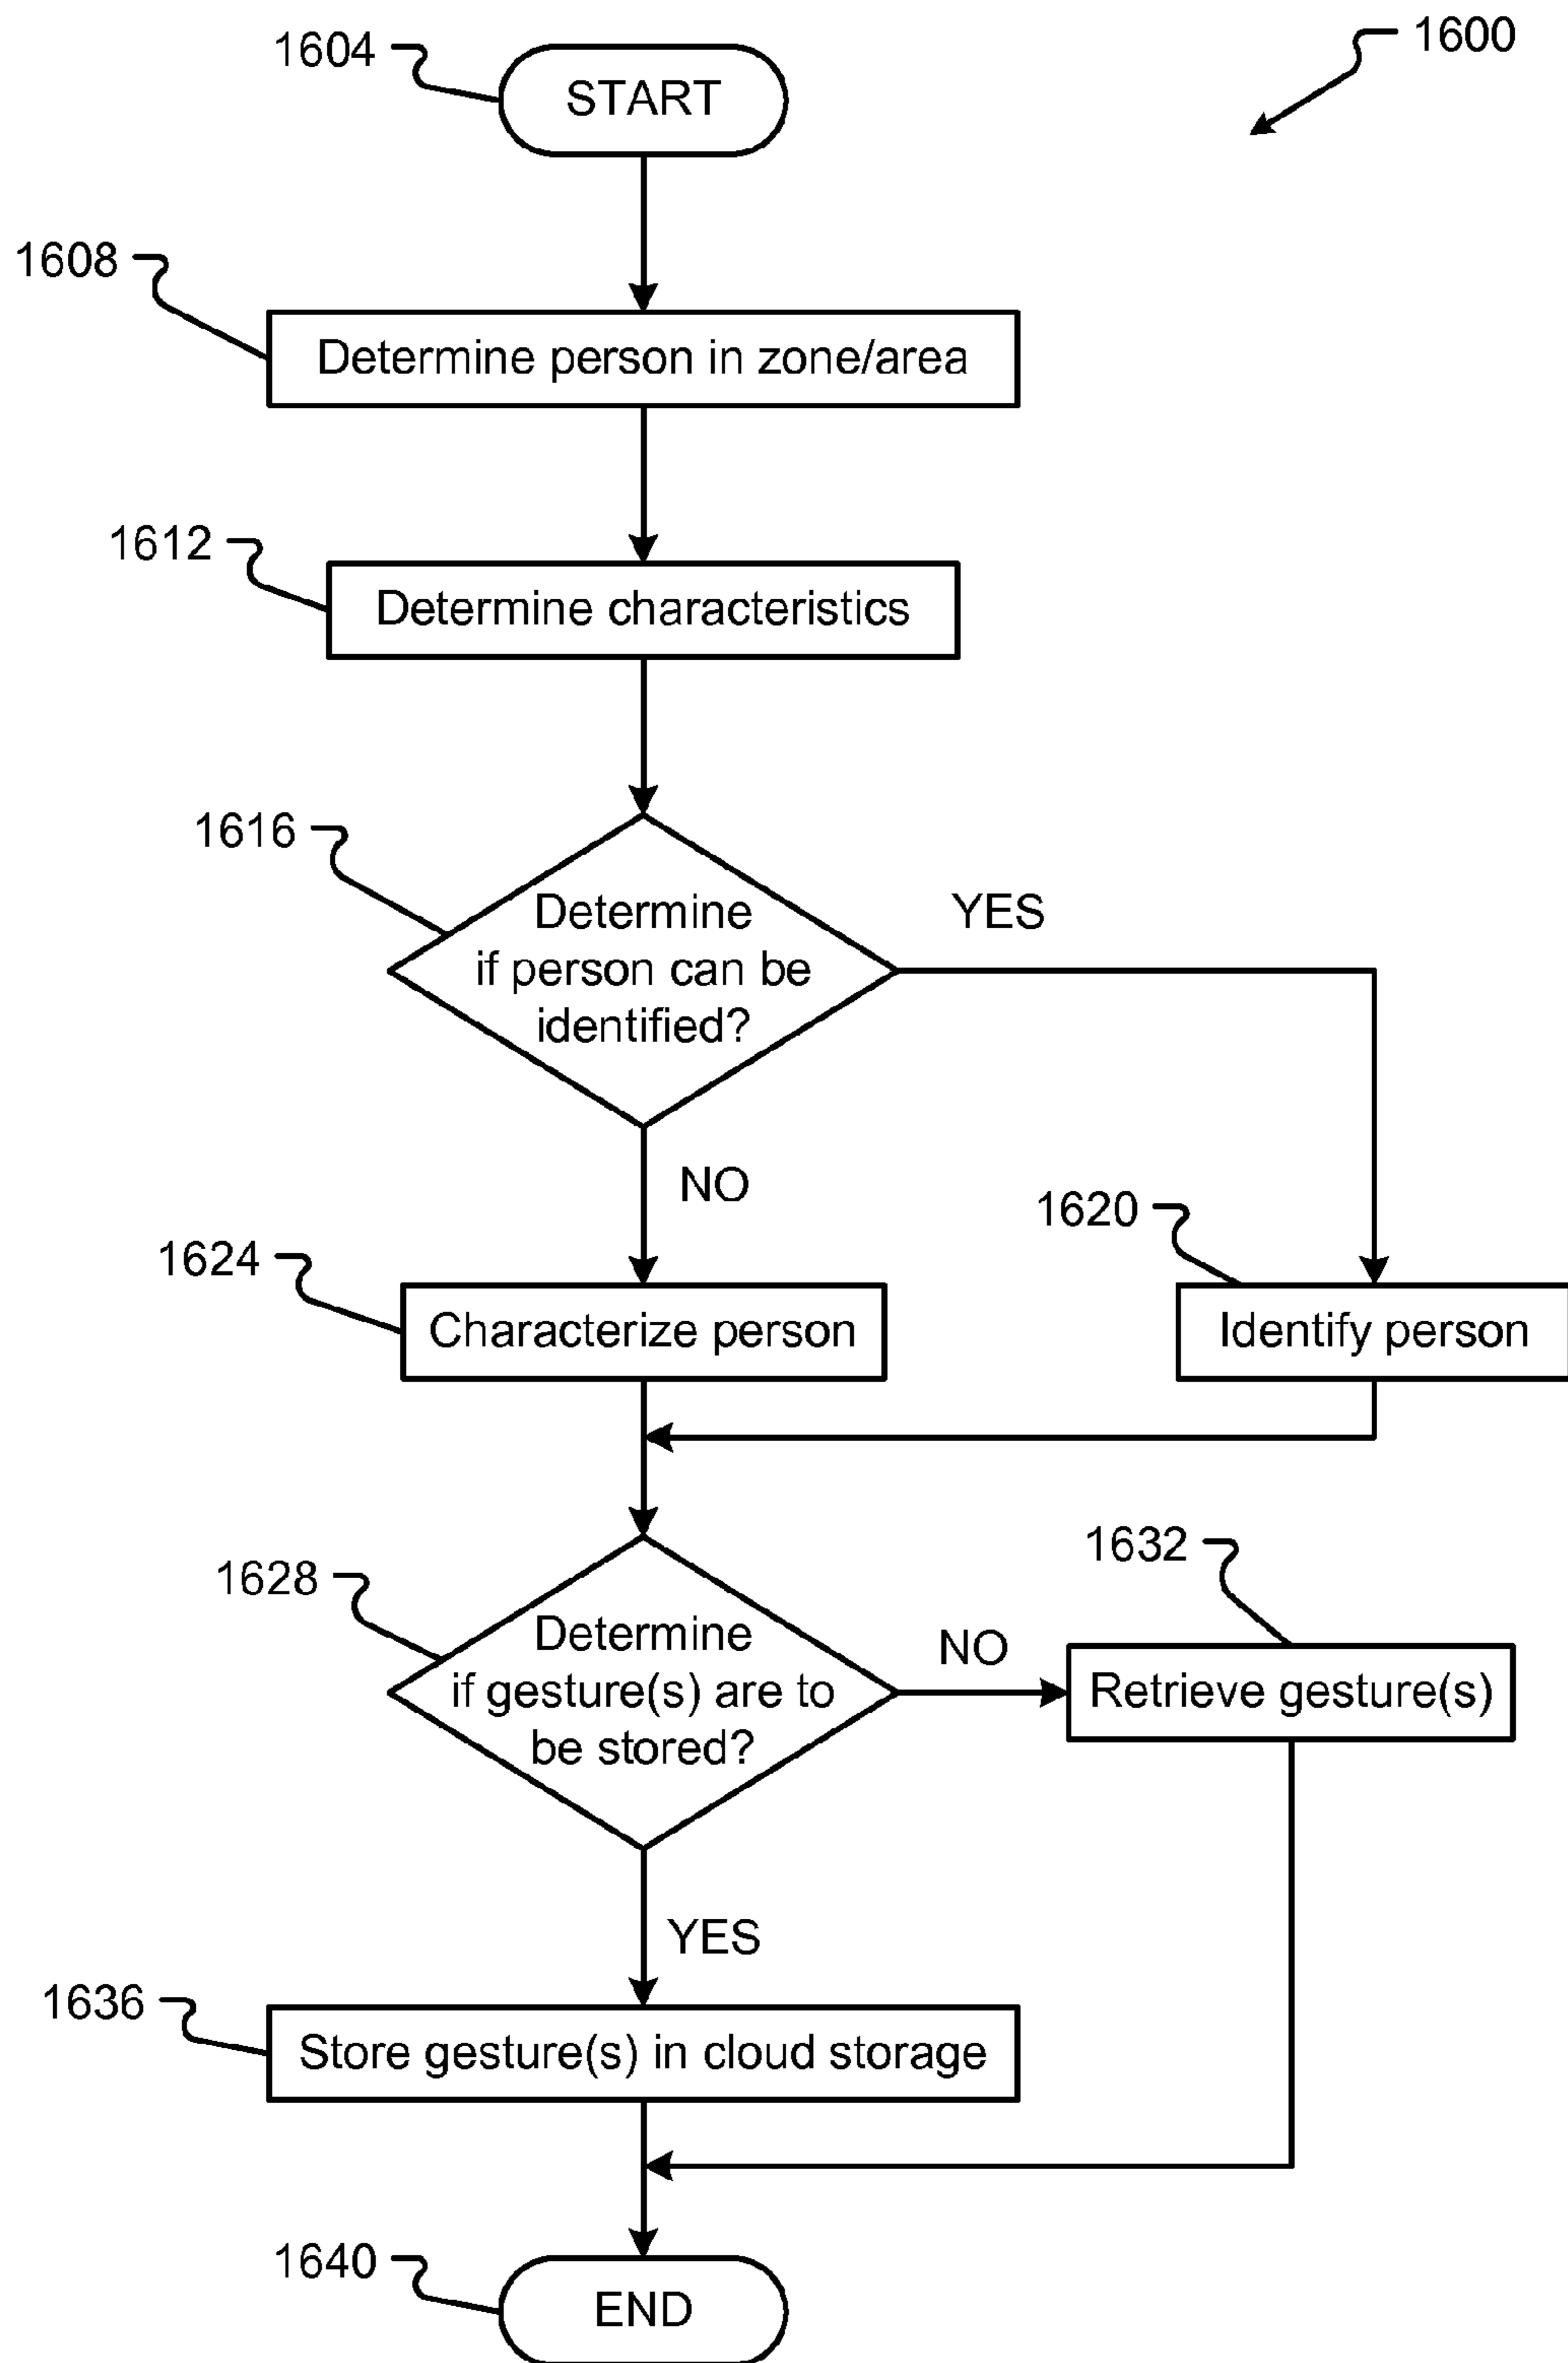 1600
1604
START
1608
Determine person in zone/area
1612
Determine characteristics
1616
Determine
if person can be
identified?
YES
NO
1620
1624
Characterize person
Identify person
1628
1632
Determine
if gesture(s) are to
be stored?
NO
Retrieve gesture(s)
YES
1636
Store gesture(s) in cloud storage
1640
END